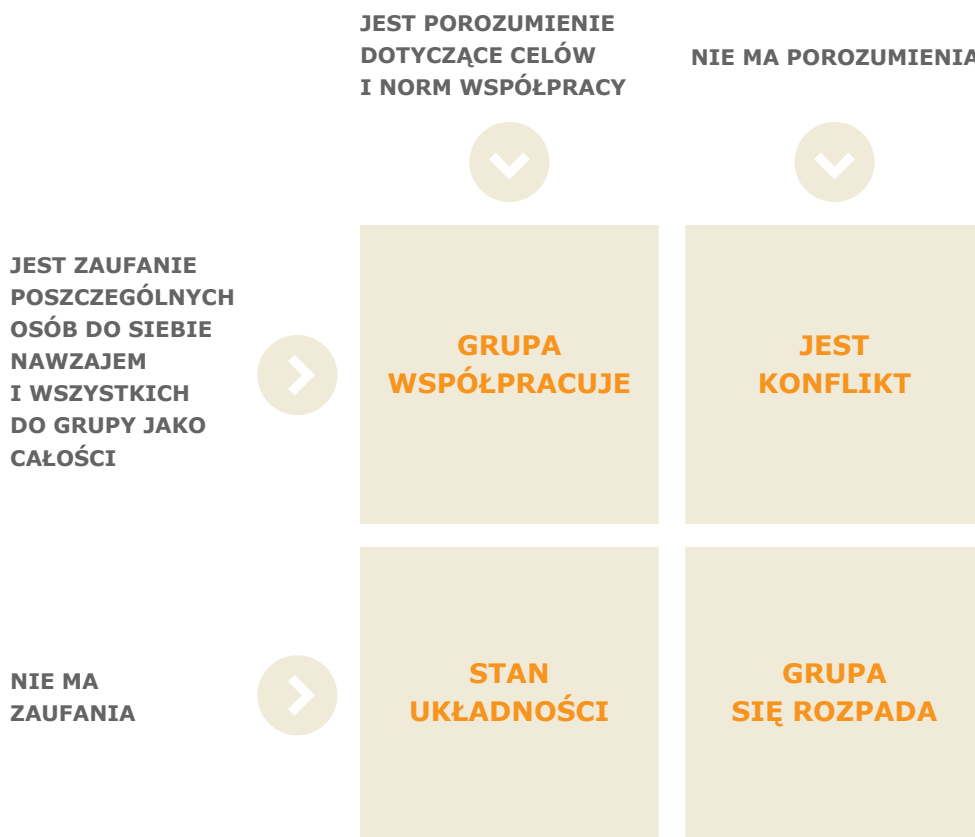 JEST POROZUMIENIE
DOTYCZĄCE CELÓW
I NORM WSPÓŁPRACY
NIE MA POROZUMIENIA
JEST ZAUFANIE
POSZCZEGÓLNYCH
OSÓB DO SIEBIE
NAWZAJEM
I WSZYSTKICH
DO GRUPY JAKO
CAŁOŚCI
GRUPA
WSPÓŁPRACUJE
JEST
KONFLIKT
NIE MA
ZAUFANIA
STAN
UKŁADNOŚCI
GRUPA
SIĘ ROZPADA